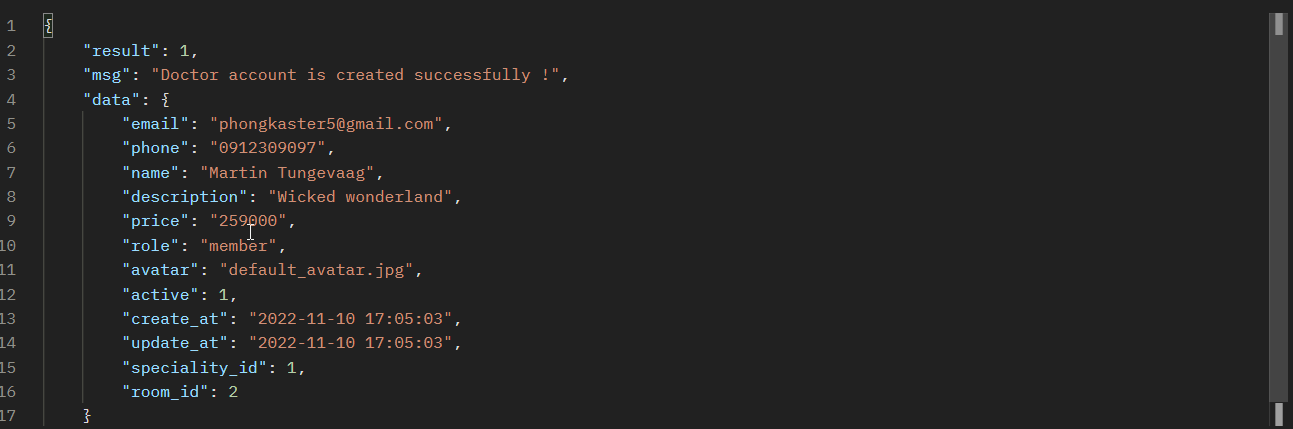 1 {
2     "result": 1,
3     "msg": "Doctor account is created successfully !",
4     "data": {
5         "email": "phongkaster5@gmail.com",
6         "phone": "0912309097",
7         "name": "Martin Tungevaag",
8         "description": "Wicked wonderland",
9         "price": "259000",
10         "role": "member",
11         "avatar": "default_avatar.jpg",
12         "active": 1,
13         "create_at": "2022-11-10 17:05:03",
14         "update_at": "2022-11-10 17:05:03",
15         "speciality_id": 1,
16         "room_id": 2
17     }